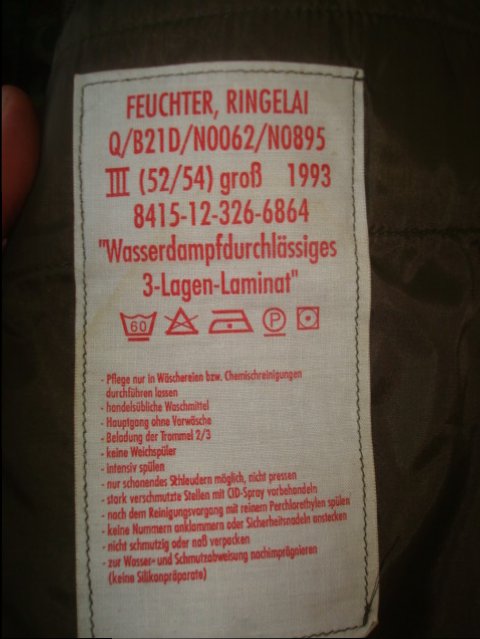 FEUCHTER, RINGELAI
Q/B21D/N0062/N0895
III (52/54) groß 1993
8415-12-326-6864
"Wasserdampfdurchlässiges
3-Lagen-Laminat"
60 P
- Pflege nur in Wäschereien bzw. Chemischreinigungen
durchführen lassen
- handelsübliche Waschmittel
- Hauptgang ohne Vorwäsche
- Beladung der Trommel 2/3
- keine Weichspüler
- intensiv spülen
- nur schonendes Schleudern möglich, nicht pressen
- stark verschmutzte Stellen mit CID-Spray vorbehandeln
- nach dem Reinigungsvorgang mit reinem Perchlorethylen spülen
- keine Nummern anklammern oder Sicherheitsnadeln anstecken
- nicht schmutzig oder naß verpacken
- zur Wasser- und Schmutzabweisung nachimprägnieren
(keine Silikonpräparate)